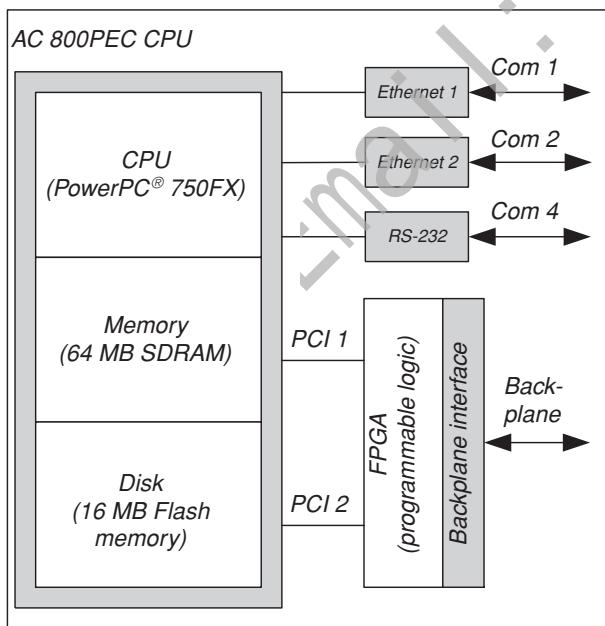 AC 800PEC CPU
CPU
(PowerPC® 750FX)
Memory
(64 MB SDRAM)
Disk
(16 MB Flash
memory)
Ethernet 1
Com 1
Ethernet 2
Com 2
RS-232
Com 4
PCI 1
PCI 2
FPGA
(programmable logic)
Backplane interface
Back-
plane
Email: